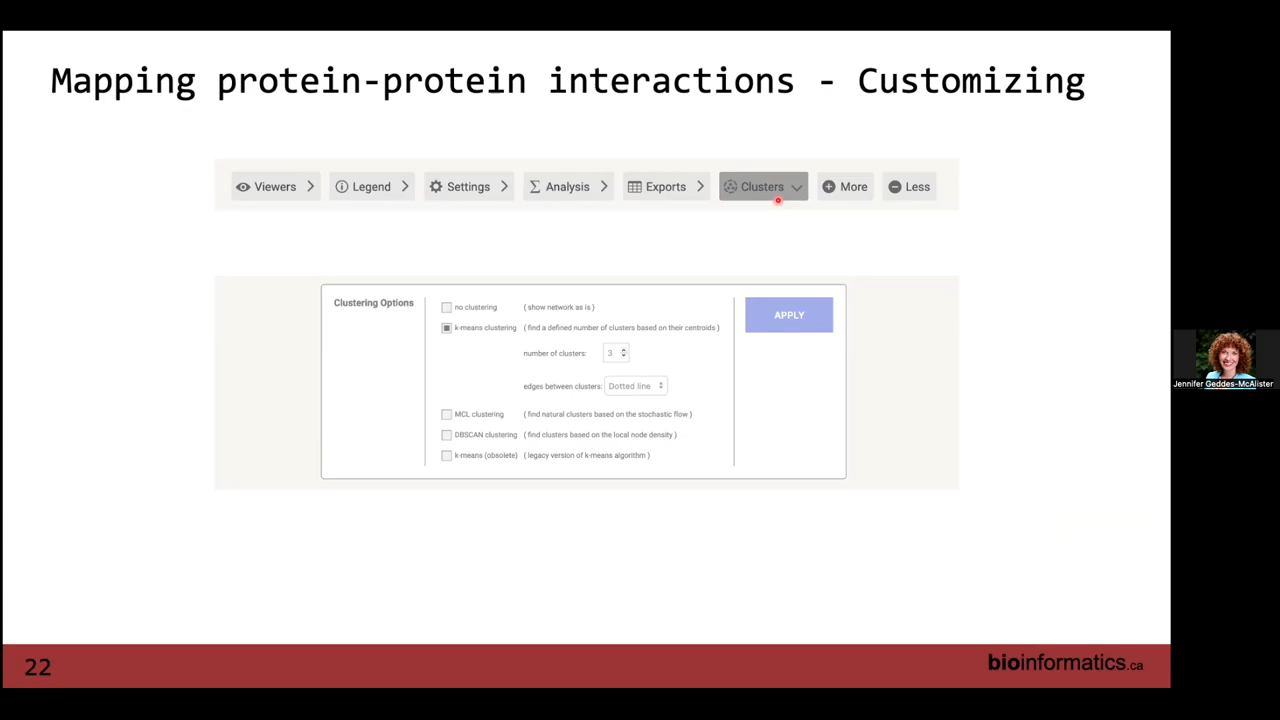 Mapping protein-protein interactions - Customizing
Viewers Legend Settings Analysis Exports Clusters More Less
Clustering Options
no clustering ( show network as is )
APPLY
k-means clustering ( find a defined number of clusters based on their centroids )
number of clusters: 3
edges between clusters: Dotted line
MCL clustering ( find natural clusters based on the stochastic flow )
DBSCAN clustering ( find clusters based on the local node density )
k-means (obsolete) ( legacy version of k-means algorithm )
Jennifer Geddes-McAlister
22
bioinformatics.ca